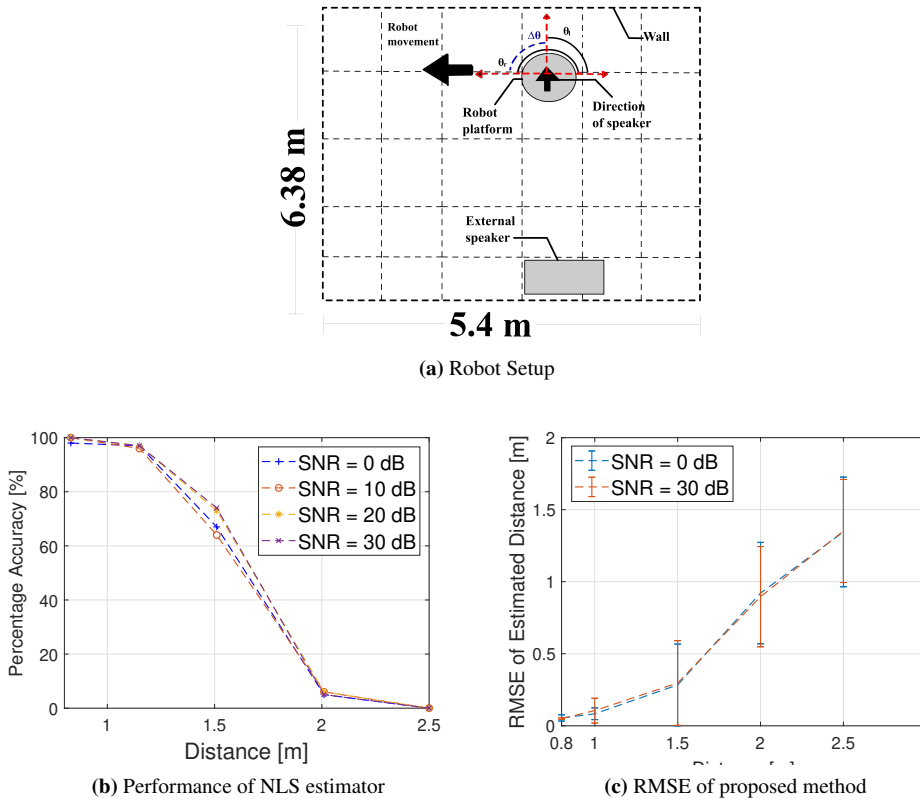 Robot
movement
Δθ
θl
Wall
θr
Robot
platform
Direction
of speaker
6.38 m
External
speaker
5.4 m
(a) Robot Setup
100
80
60
40
20
0
Percentage Accuracy [%]
SNR = 0 dB
SNR = 10 dB
SNR = 20 dB
SNR = 30 dB
1
1.5
2
2.5
Distance [m]
(b) Performance of NLS estimator
2
1.5
1
0.5
0
RMSE of Estimated Distance [m]
SNR = 0 dB
SNR = 30 dB
0.8
1
1.5
2
2.5
(c) RMSE of proposed method